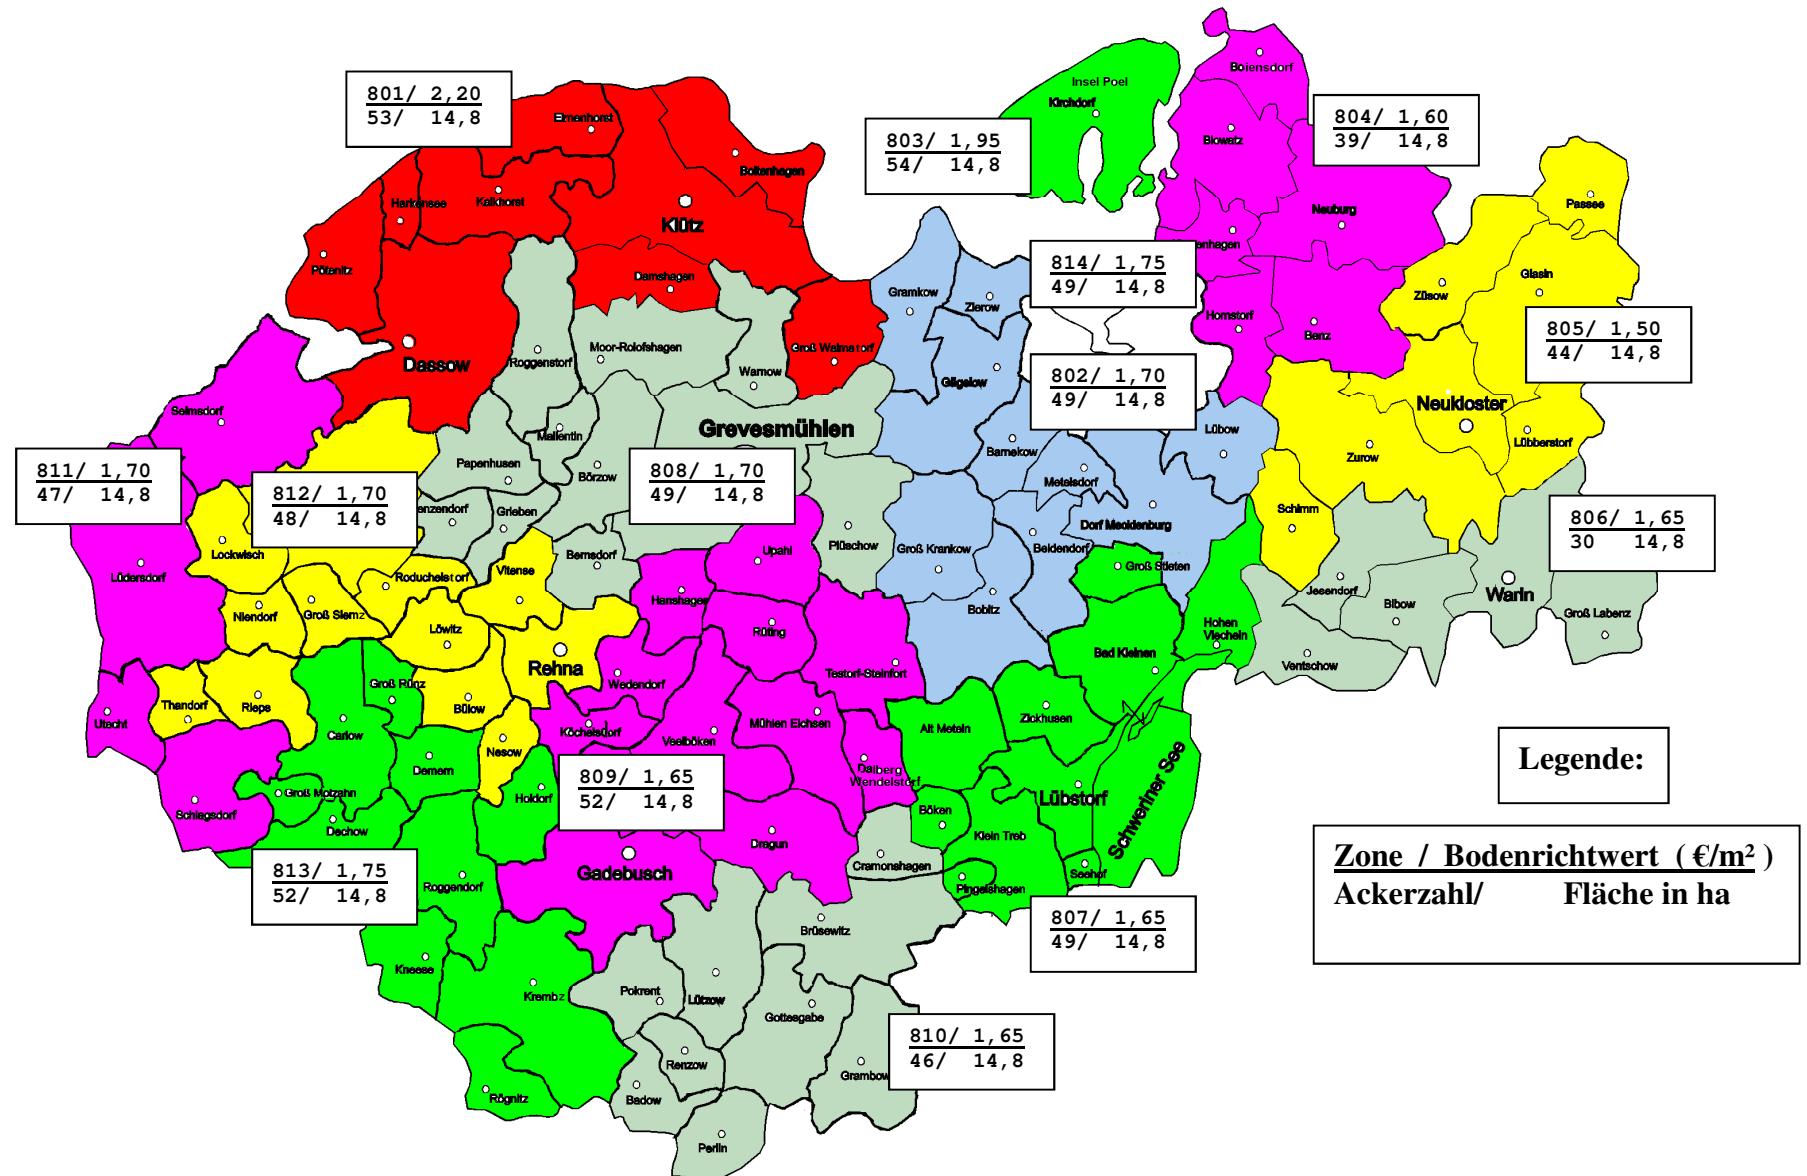 Insel Poel
Kirchdorf
Boiensdorf
801/ 2,20
53/ 14,8
Elmenhorst
803/ 1,95
54/ 14,8
Blowatz
804/ 1,60
39/ 14,8
Boltenhagen
Harkensee
Kalkhorst
Klütz
Neuburg
Passee
enhagen
Pötenitz
Damshagen
Gramkow
Zierow
814/ 1,75
49/ 14,8
Hornstorf
Benz
Züsow
Glasin
805/ 1,50
44/ 14,8
Dassow
Roggenstorf
Moor-Rolofshagen
Warnow
Groß Walmstorf
Gägelow
802/ 1,70
49/ 14,8
Neukloster
Selmsdorf
Mallentin
Grevesmühlen
Barnekow
Lübow
Zurow
Lübberstorf
811/ 1,70
47/ 14,8
812/ 1,70
48/ 14,8
Papenhusen
Börzow
808/ 1,70
49/ 14,8
Metelsdorf
Dorf Mecklenburg
Schimm
806/ 1,65
30 14,8
enzendorf
Grieben
Lockwisch
Lüdersdorf
Bernsdorf
Upahl
Plüschow
Groß Krankow
Beidendorf
Groß Stieten
Roduchelstorf
Vitense
Niendorf
Groß Siemz
Löwitz
Hanshagen
Rüting
Bobitz
Jesendorf
Bibow
Warin
Groß Labenz
Hohen
Viecheln
Bad Kleinen
Ventschow
Rehna
Wedendorf
Testorf-Steinfort
Thandorf
Rieps
Groß Rünz
Bülow
Utecht
Carlow
Nesow
Köchelsdorf
Veelböken
Mühlen Eichsen
Alt Meteln
Zickhusen
Demern
Dalberg
Wendelstorf
Schweriner See
Legende:
809/ 1,65
52/ 14,8
Groß Molzahn
Holdorf
Schlagsdorf
Dechow
Lübstorf
Böken
Klein Treb
Dragun
Cramonshagen
Seehof
Pingelshagen
Zone / Bodenrichtwert ( €/m² )
Ackerzahl/ Fläche in ha
813/ 1,75
52/ 14,8
Roggendorf
Gadebusch
807/ 1,65
49/ 14,8
Brüsewitz
Kneese
Krembz
Pokrent
Lützow
Gottesgabe
810/ 1,65
46/ 14,8
Renzow
Grambow
Rögnitz
Badow
Perlin